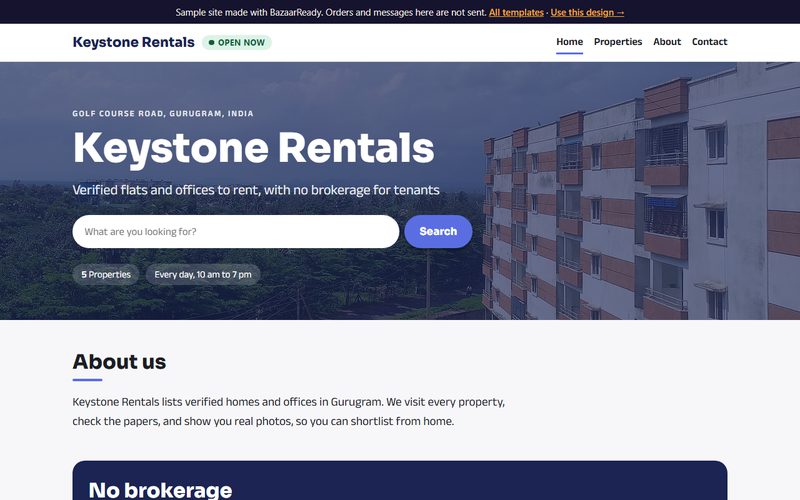 Sample site made with BazaarReady. Orders and messages here are not sent. All templates · Use this design →
Keystone Rentals
OPEN NOW
Home Properties About Contact
GOLF COURSE ROAD, GURUGRAM, INDIA
Keystone Rentals
Verified flats and offices to rent, with no brokerage for tenants
What are you looking for?
Search
5 Properties
Every day, 10 am to 7 pm
About us
Keystone Rentals lists verified homes and offices in Gurugram. We visit every property,
check the papers, and show you real photos, so you can shortlist from home.
No brokerage